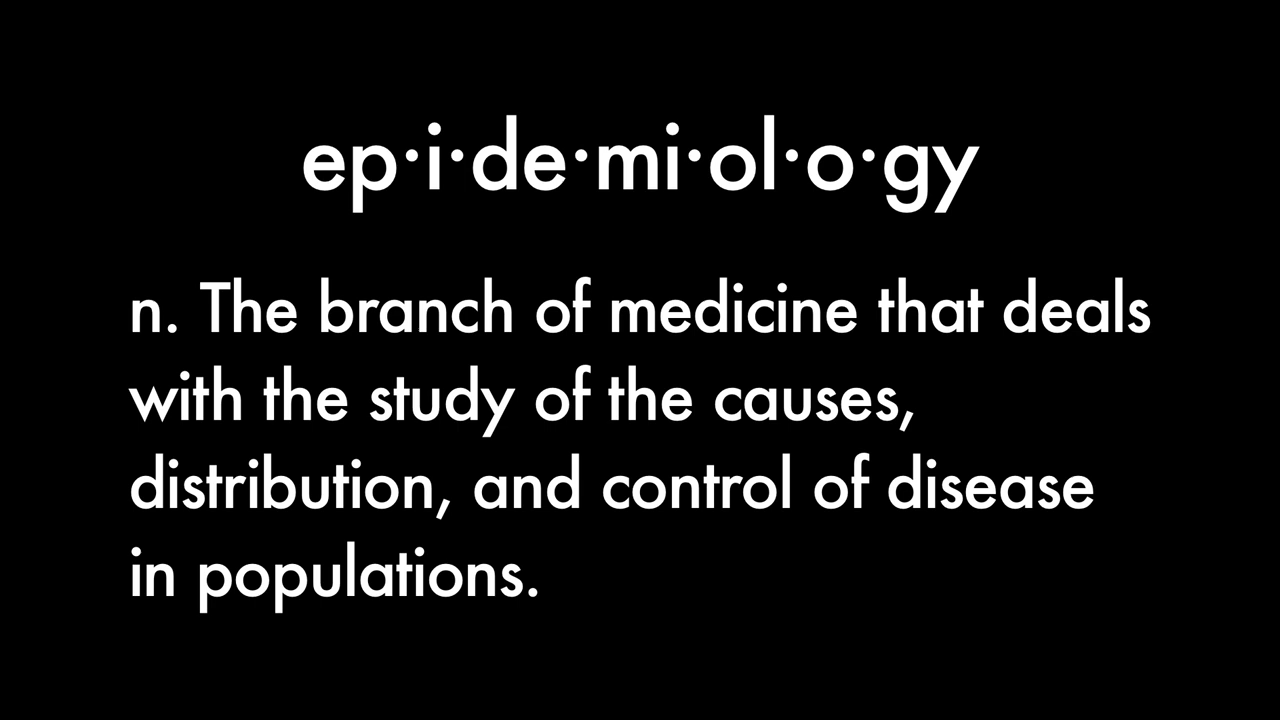 ep·i·de·mi·ol·o·gy
n. The branch of medicine that deals
with the study of the causes,
distribution, and control of disease
in populations.